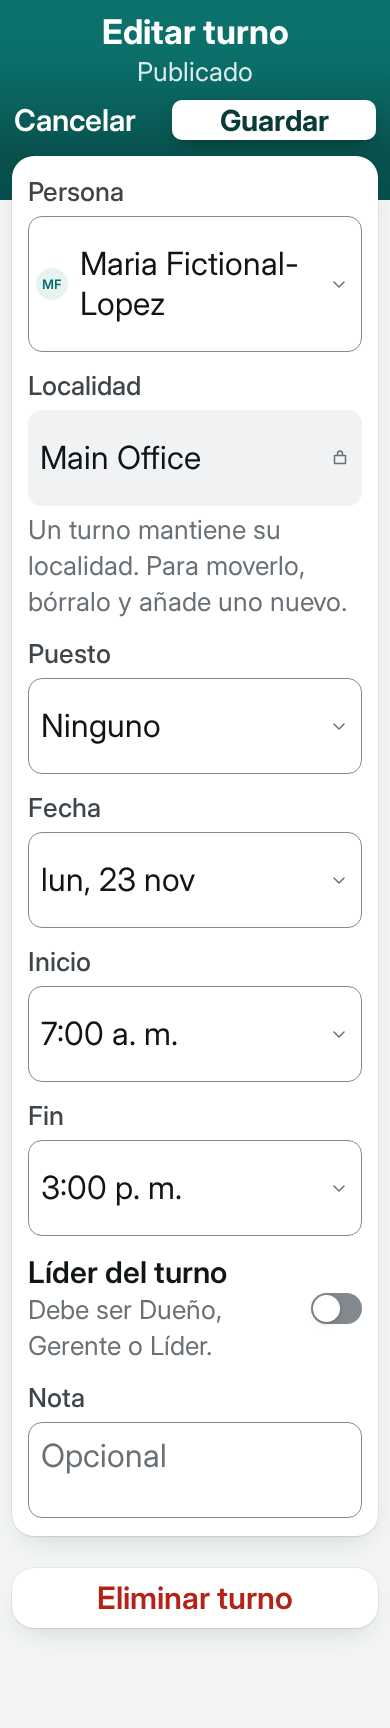 Editar turno
Publicado
Cancelar
Guardar
Persona
MF
Maria Fictional-
Lopez
Localidad
Main Office
Un turno mantiene su
localidad. Para moverlo,
bórralo y añade uno nuevo.
Puesto
Ninguno
Fecha
lun, 23 nov
Inicio
7:00 a. m.
Fin
3:00 p. m.
Líder del turno
Debe ser Dueño,
Gerente o Líder.
Nota
Opcional
Eliminar turno